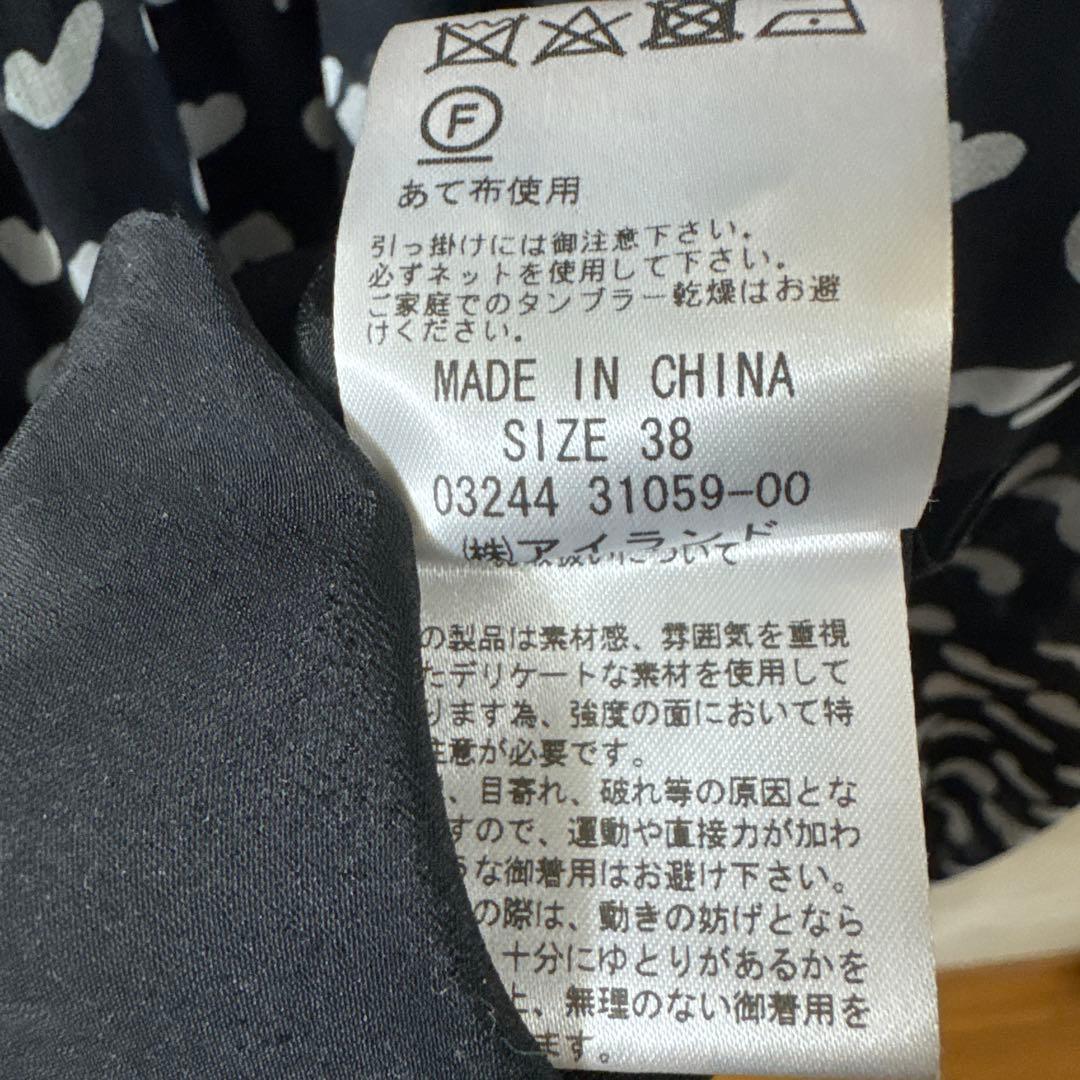 F
あて布使用
引っ掛けには御注意下さい。
必ずネットを使用して下さい。
ご家庭でのタンブラー乾燥はお避
けください。
MADE IN CHINA
SIZE 38
03244 31059-00
㈱アイランド
について
の製品は素材感、雰囲気を重視
たデリケートな素材を使用して
ります為、強度の面において特
注意が必要です。
、目寄れ、破れ等の原因とな
すので、運動や直接力が加わ
うな御着用はお避け下さい。
の際は、動きの妨げとなら
十分にゆとりがあるかを
上、無理のない御着用を
ます。